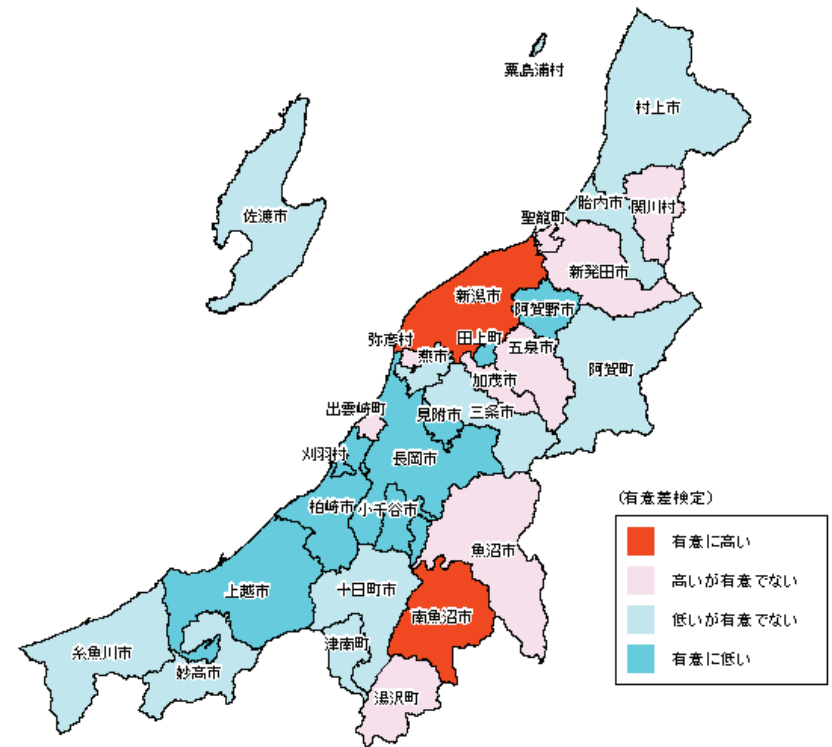 粟島浦村
村上市
佐渡市
胎内市
関川村
聖籠町
新発田市
新潟市
阿賀野市
弥彦村
田上町
燕市
五泉市
阿賀町
加茂市
出雲崎町
見附市
三条市
刈羽村
長岡市
柏崎市
小千谷市
魚沼市
上越市
十日町市
南魚沼市
糸魚川市
津南町
妙高市
湯沢町
(有意差検定)
有意に高い
高いが有意でない
低いが有意でない
有意に低い